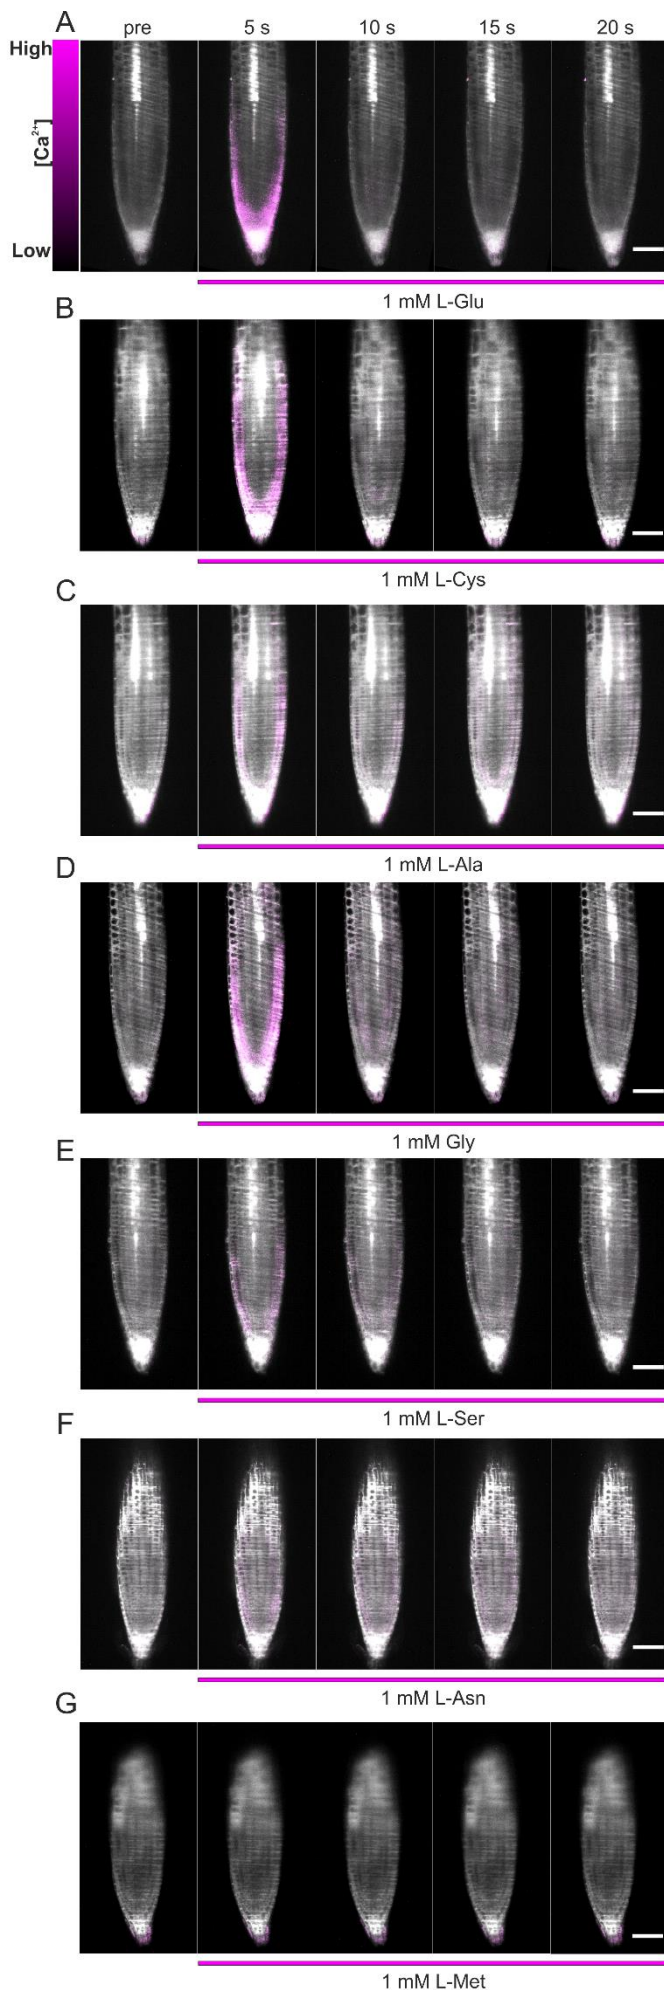 A
pre 5 s 10 s 15 s 20 s
High
[Ca²⁺]
Low
1 mM L-Glu
B
1 mM L-Cys
C
1 mM L-Ala
D
1 mM Gly
E
1 mM L-Ser
F
1 mM L-Asn
G
1 mM L-Met